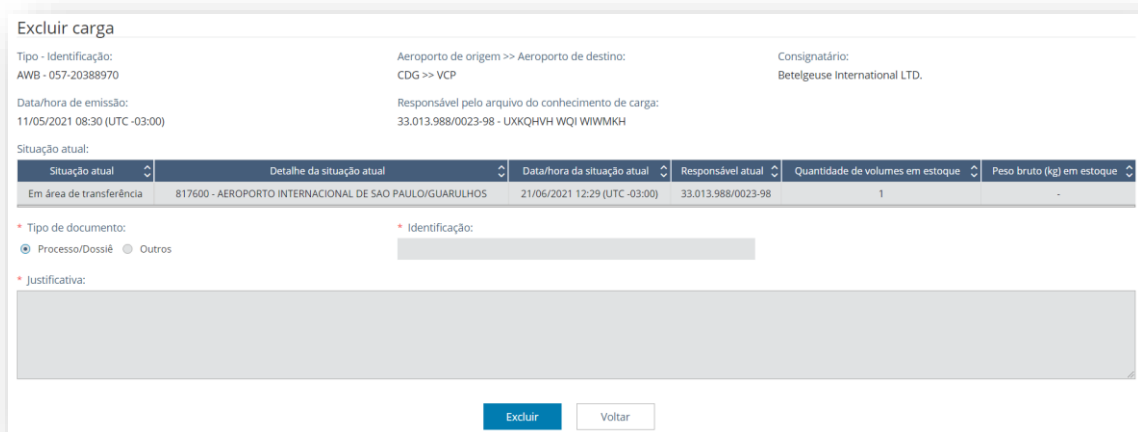 Excluir carga
Tipo - Identificação: Aeroporto de origem >> Aeroporto de destino: Consignatário:
AWB - 057-20388970 CDG >> VCP Betelgeuse International LTD.
Data/hora de emissão: Responsável pelo arquivo do conhecimento de carga:
11/05/2021 08:30 (UTC -03:00) 33.013.988/0023-98 - UXKQHVH WQI WIWMKH
Situação atual:
Situação atual Detalhe da situação atual Data/hora da situação atual Responsável atual Quantidade de volumes em estoque Peso bruto (kg) em estoque
Em área de transferência 817600 - AEROPORTO INTERNACIONAL DE SAO PAULO/GUARULHOS 21/06/2021 12:29 (UTC -03:00) 33.013.988/0023-98 1 -
* Tipo de documento: * Identificação:
Processo/Dossiê Outros
* Justificativa:
Excluir Voltar